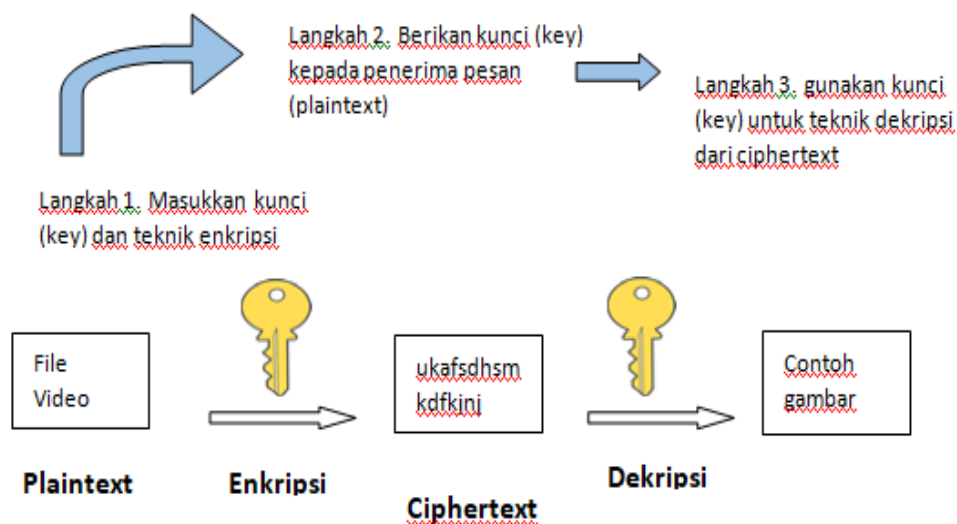 Langkah 2. Berikan kunci (key)
kepada penerima pesan
(plaintext)
Langkah 3. gunakan kunci
(key) untuk teknik dekripsi
dari ciphertext
Langkah 1. Masukkan kunci
(key) dan teknik enkripsi
File
Video
ukafsdhsm
kdfkjnj
Contoh
gambar
Plaintext
Enkripsi
Ciphertext
Dekripsi